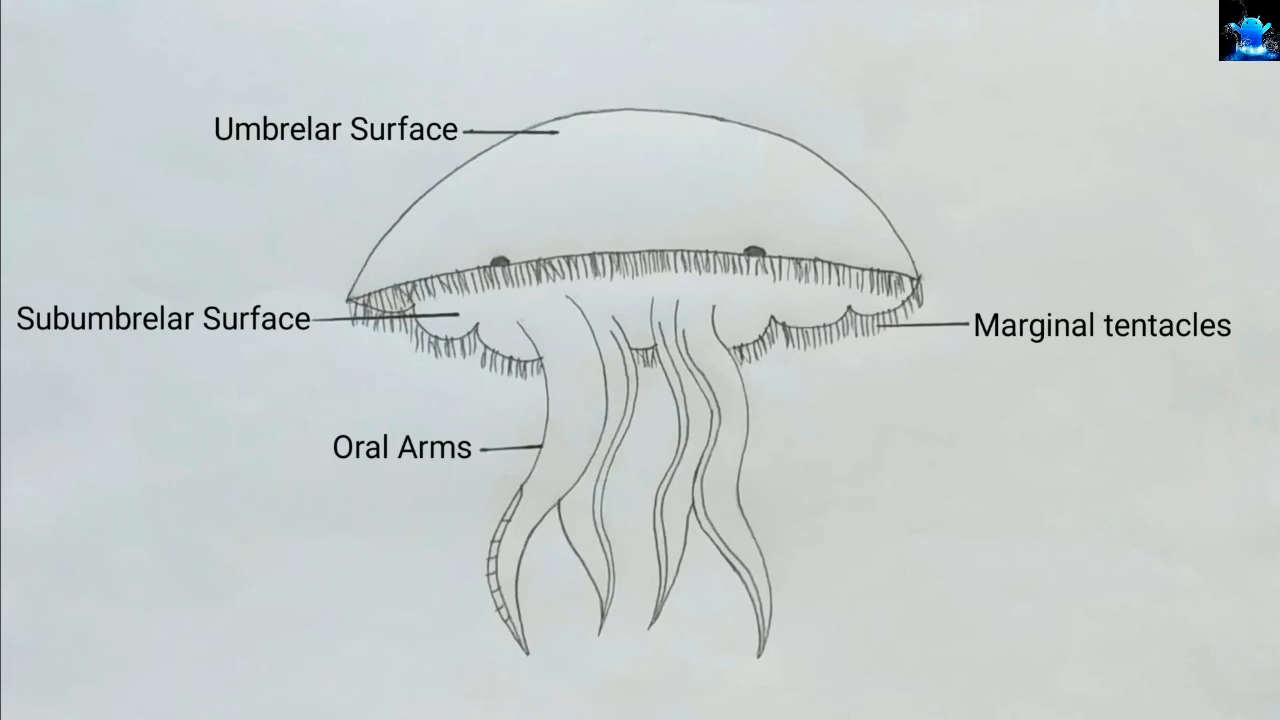 Umbrelar Surface
Subumbrelar Surface
Marginal tentacles
Oral Arms